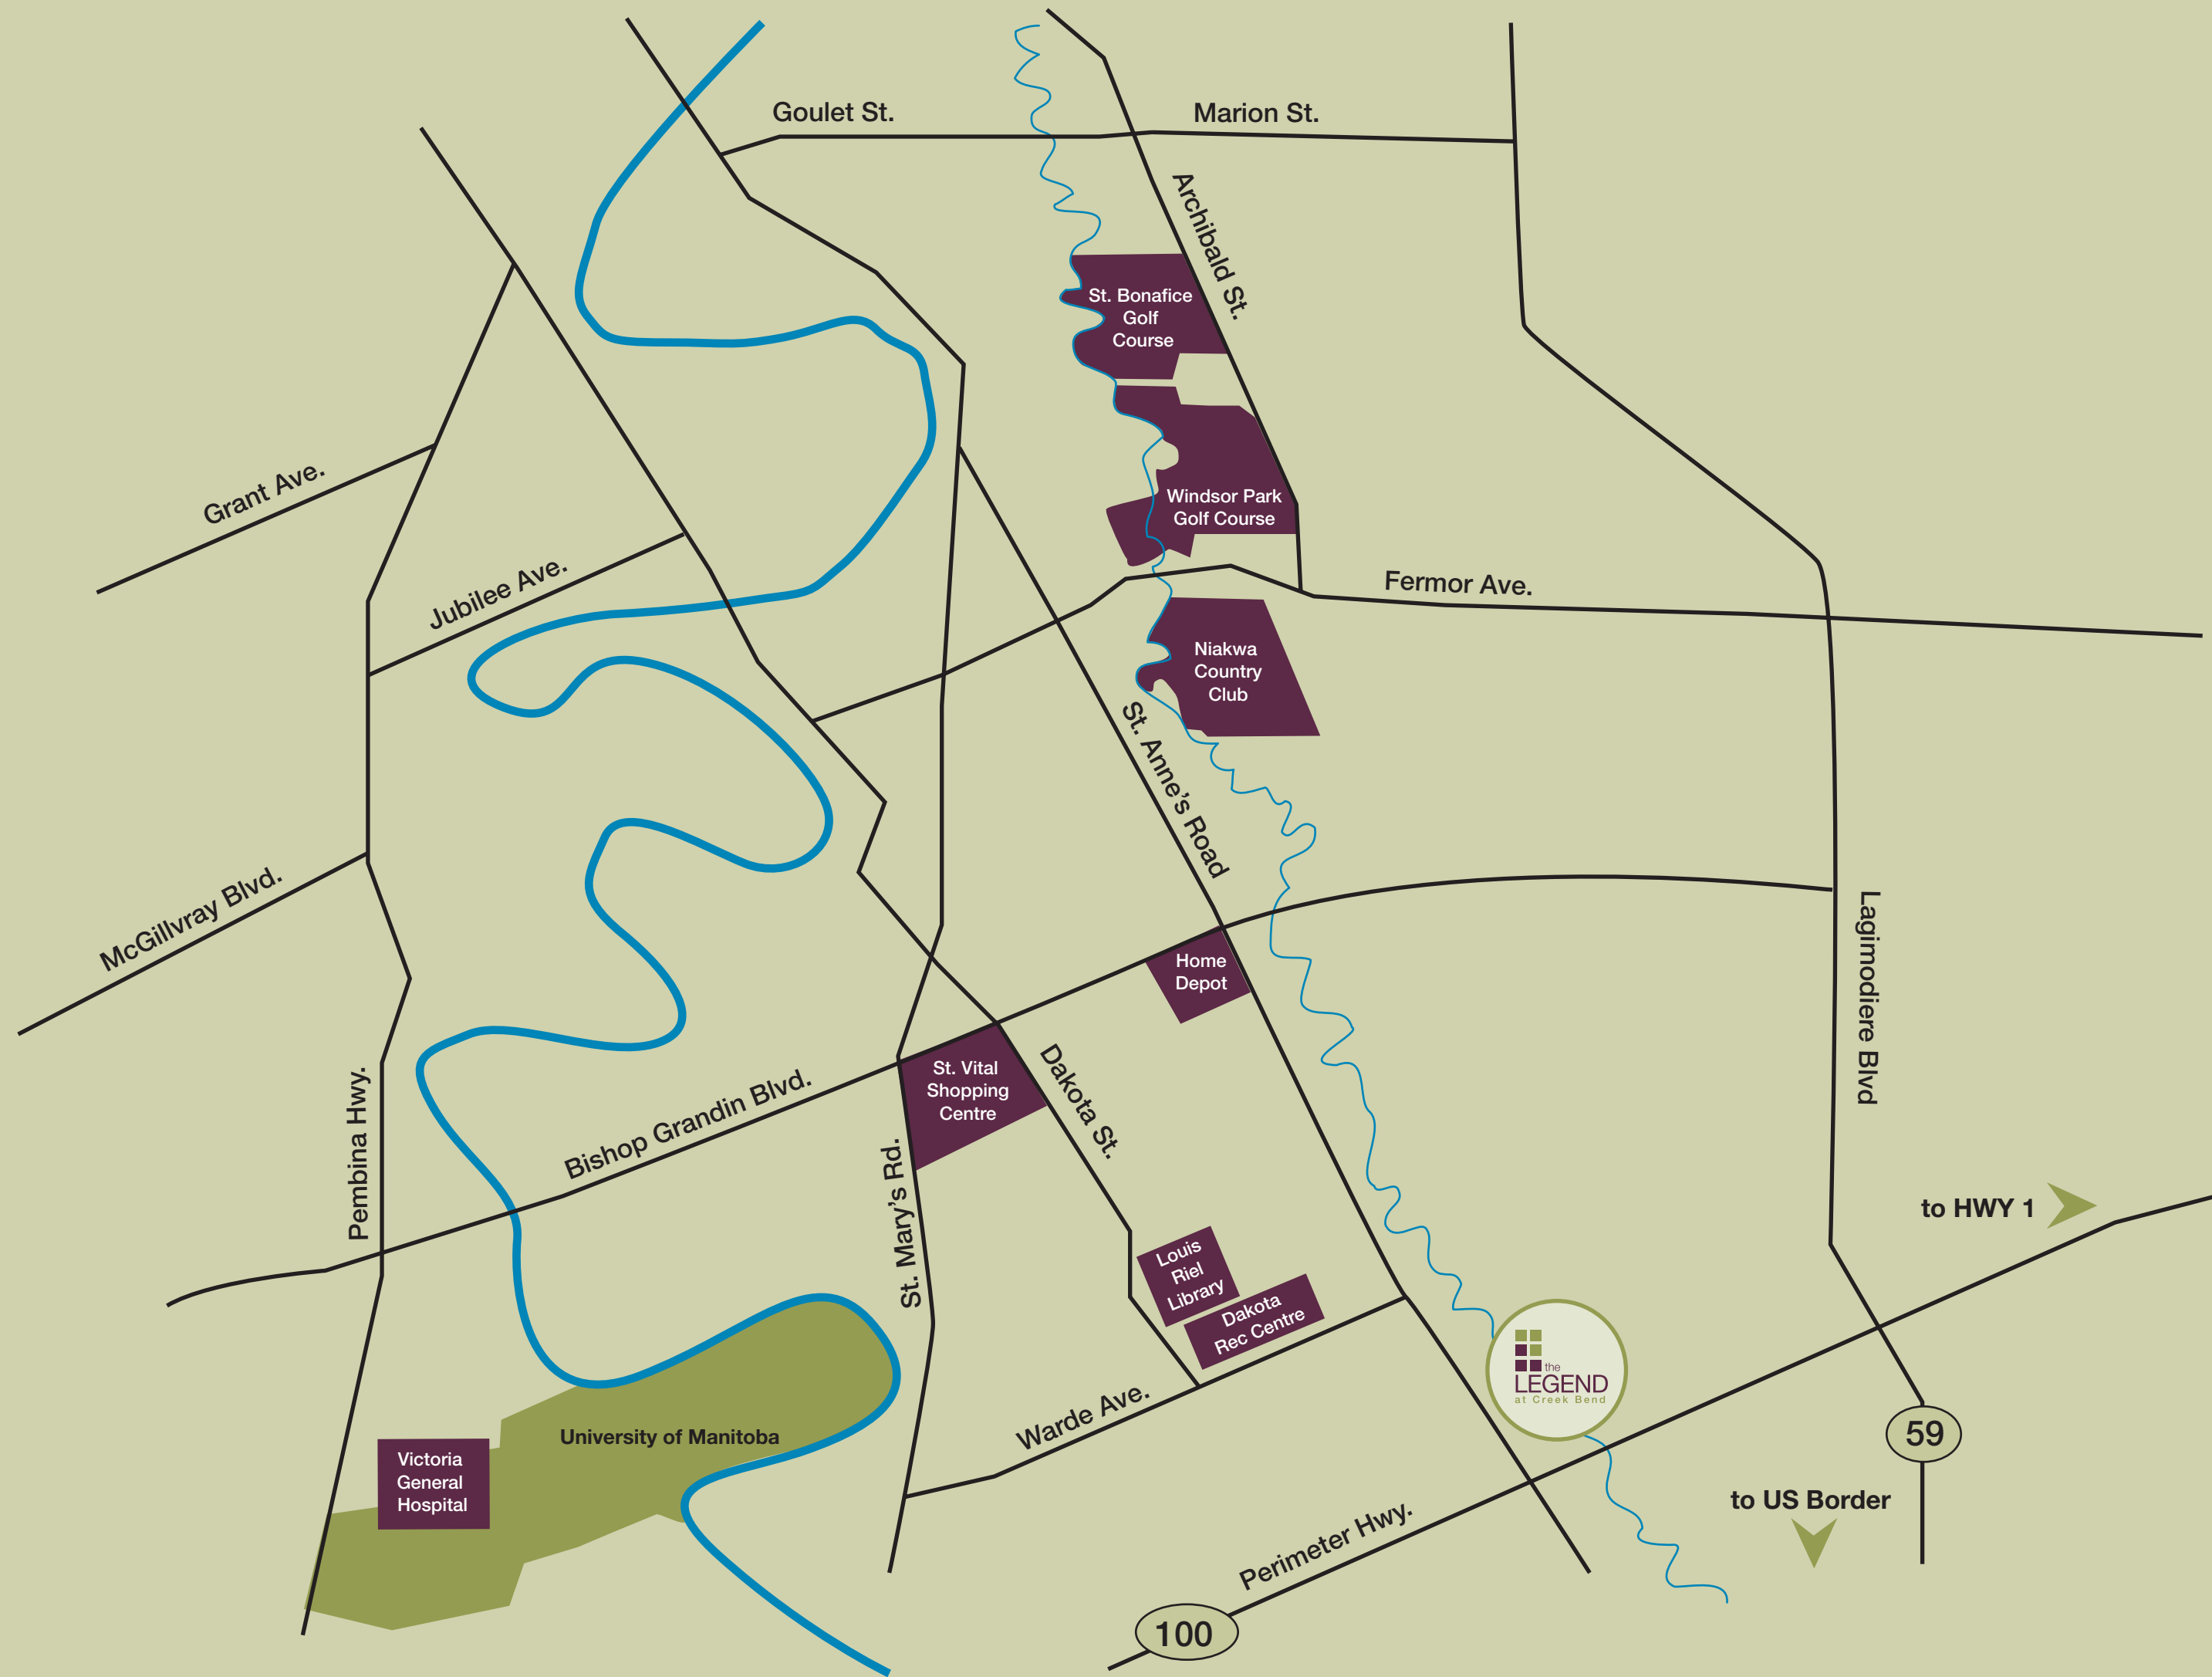 Goulet St.
Marion St.
Archibald St.
St. Bonafice
Golf
Course
Grant Ave.
Windsor Park
Golf Course
Jubilee Ave.
Fermor Ave.
Niakwa
Country
Club
St. Anne's Road
McGillvray Blvd.
Lagimodiere Blvd
Home
Depot
St. Vital
Shopping
Centre
Dakota St.
Bishop Grandin Blvd.
Pembina Hwy.
St. Mary's Rd.
to HWY 1
Louis
Riel
Library
Dakota
Rec Centre
the
LEGEND
at Creek Bend
Warde Ave.
University of Manitoba
59
Victoria
General
Hospital
to US Border
Perimeter Hwy.
100